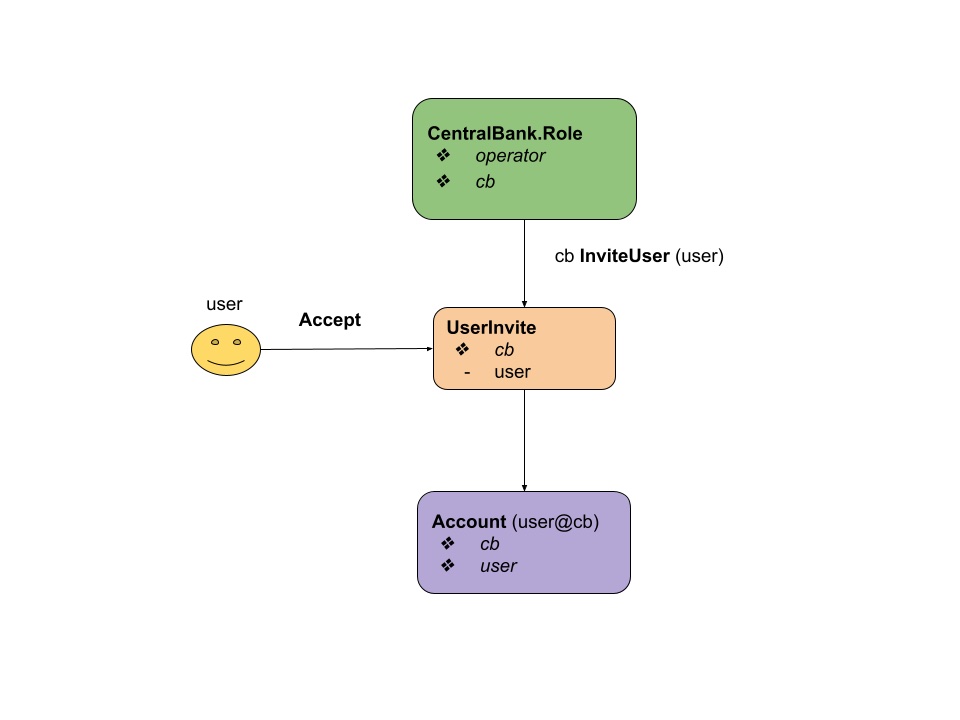 CentralBank.Role
❖ operator
❖ cb
cb InviteUser (user)
user
Accept
UserInvite
❖ cb
- user
Account (user@cb)
❖ cb
❖ user